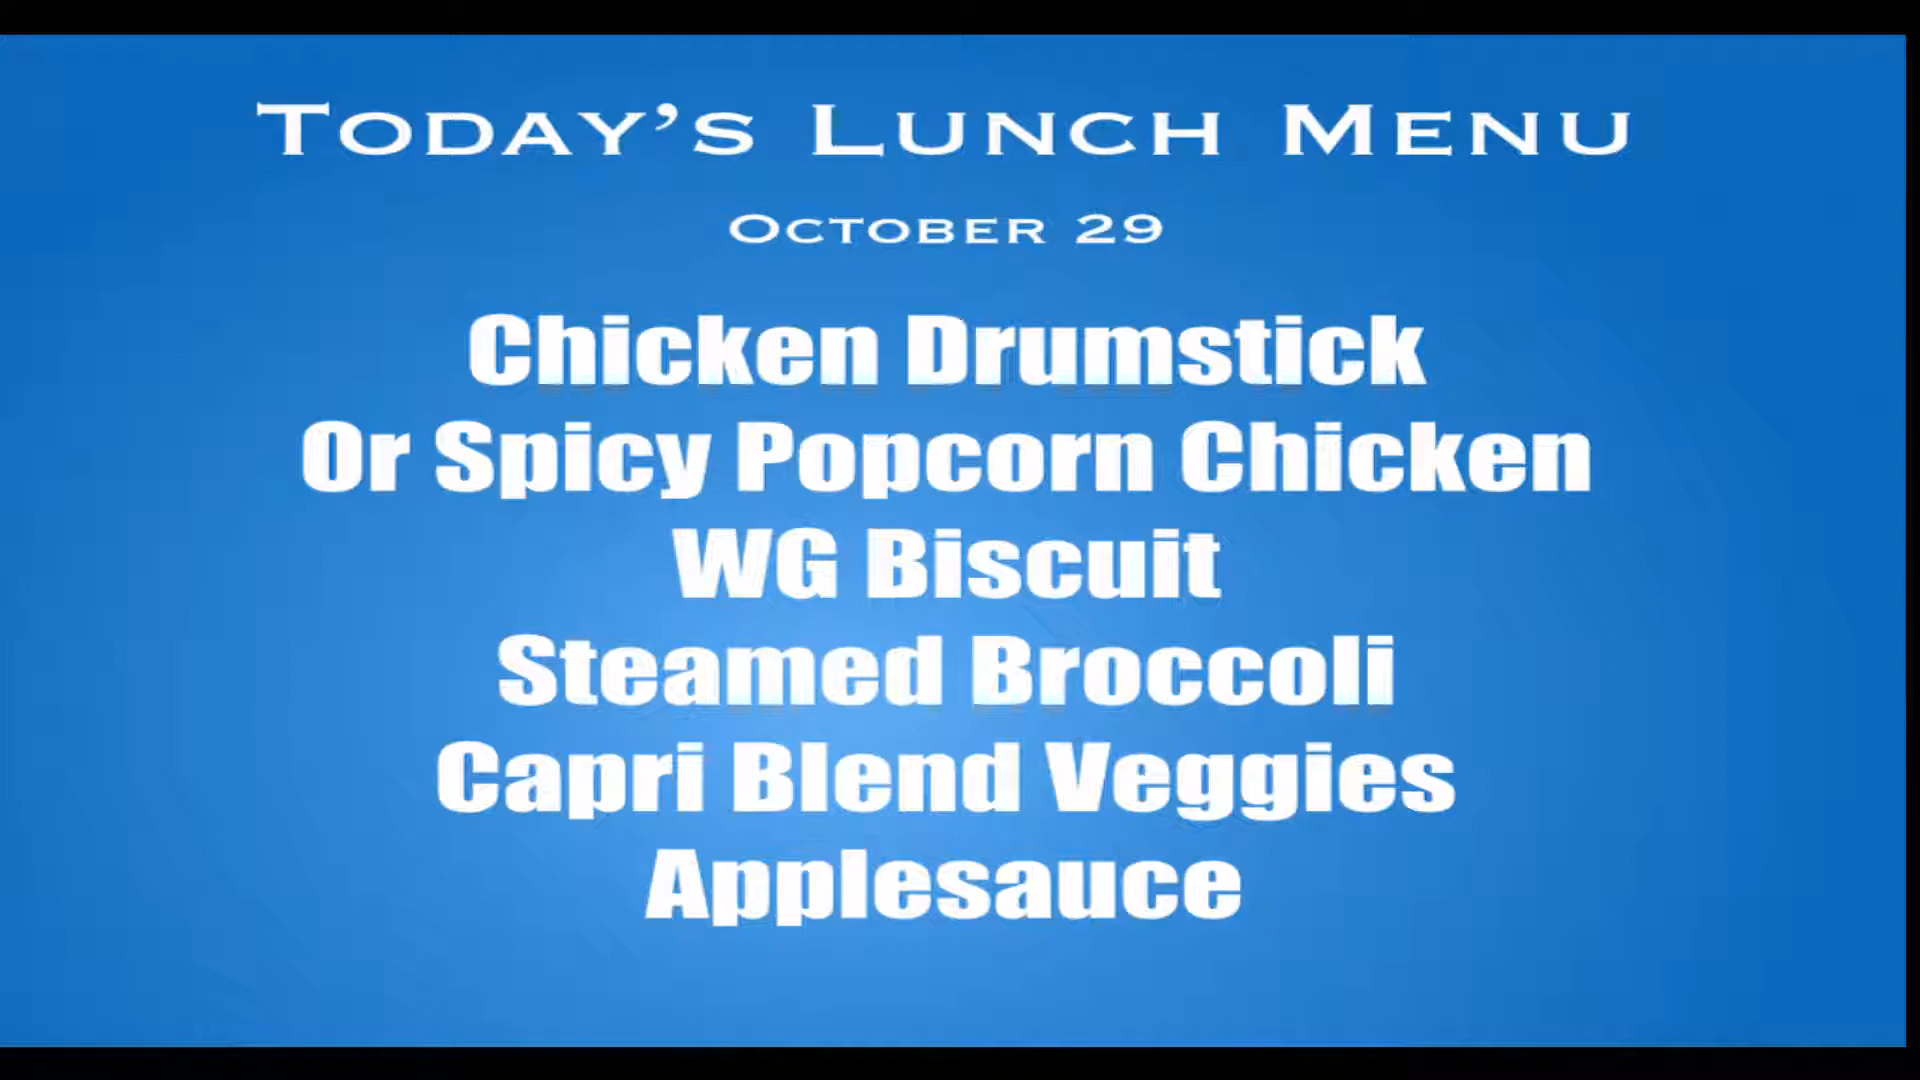 Today's Lunch Menu
October 29
Chicken Drumstick
Or Spicy Popcorn Chicken
WG Biscuit
Steamed Broccoli
Capri Blend Veggies
Applesauce